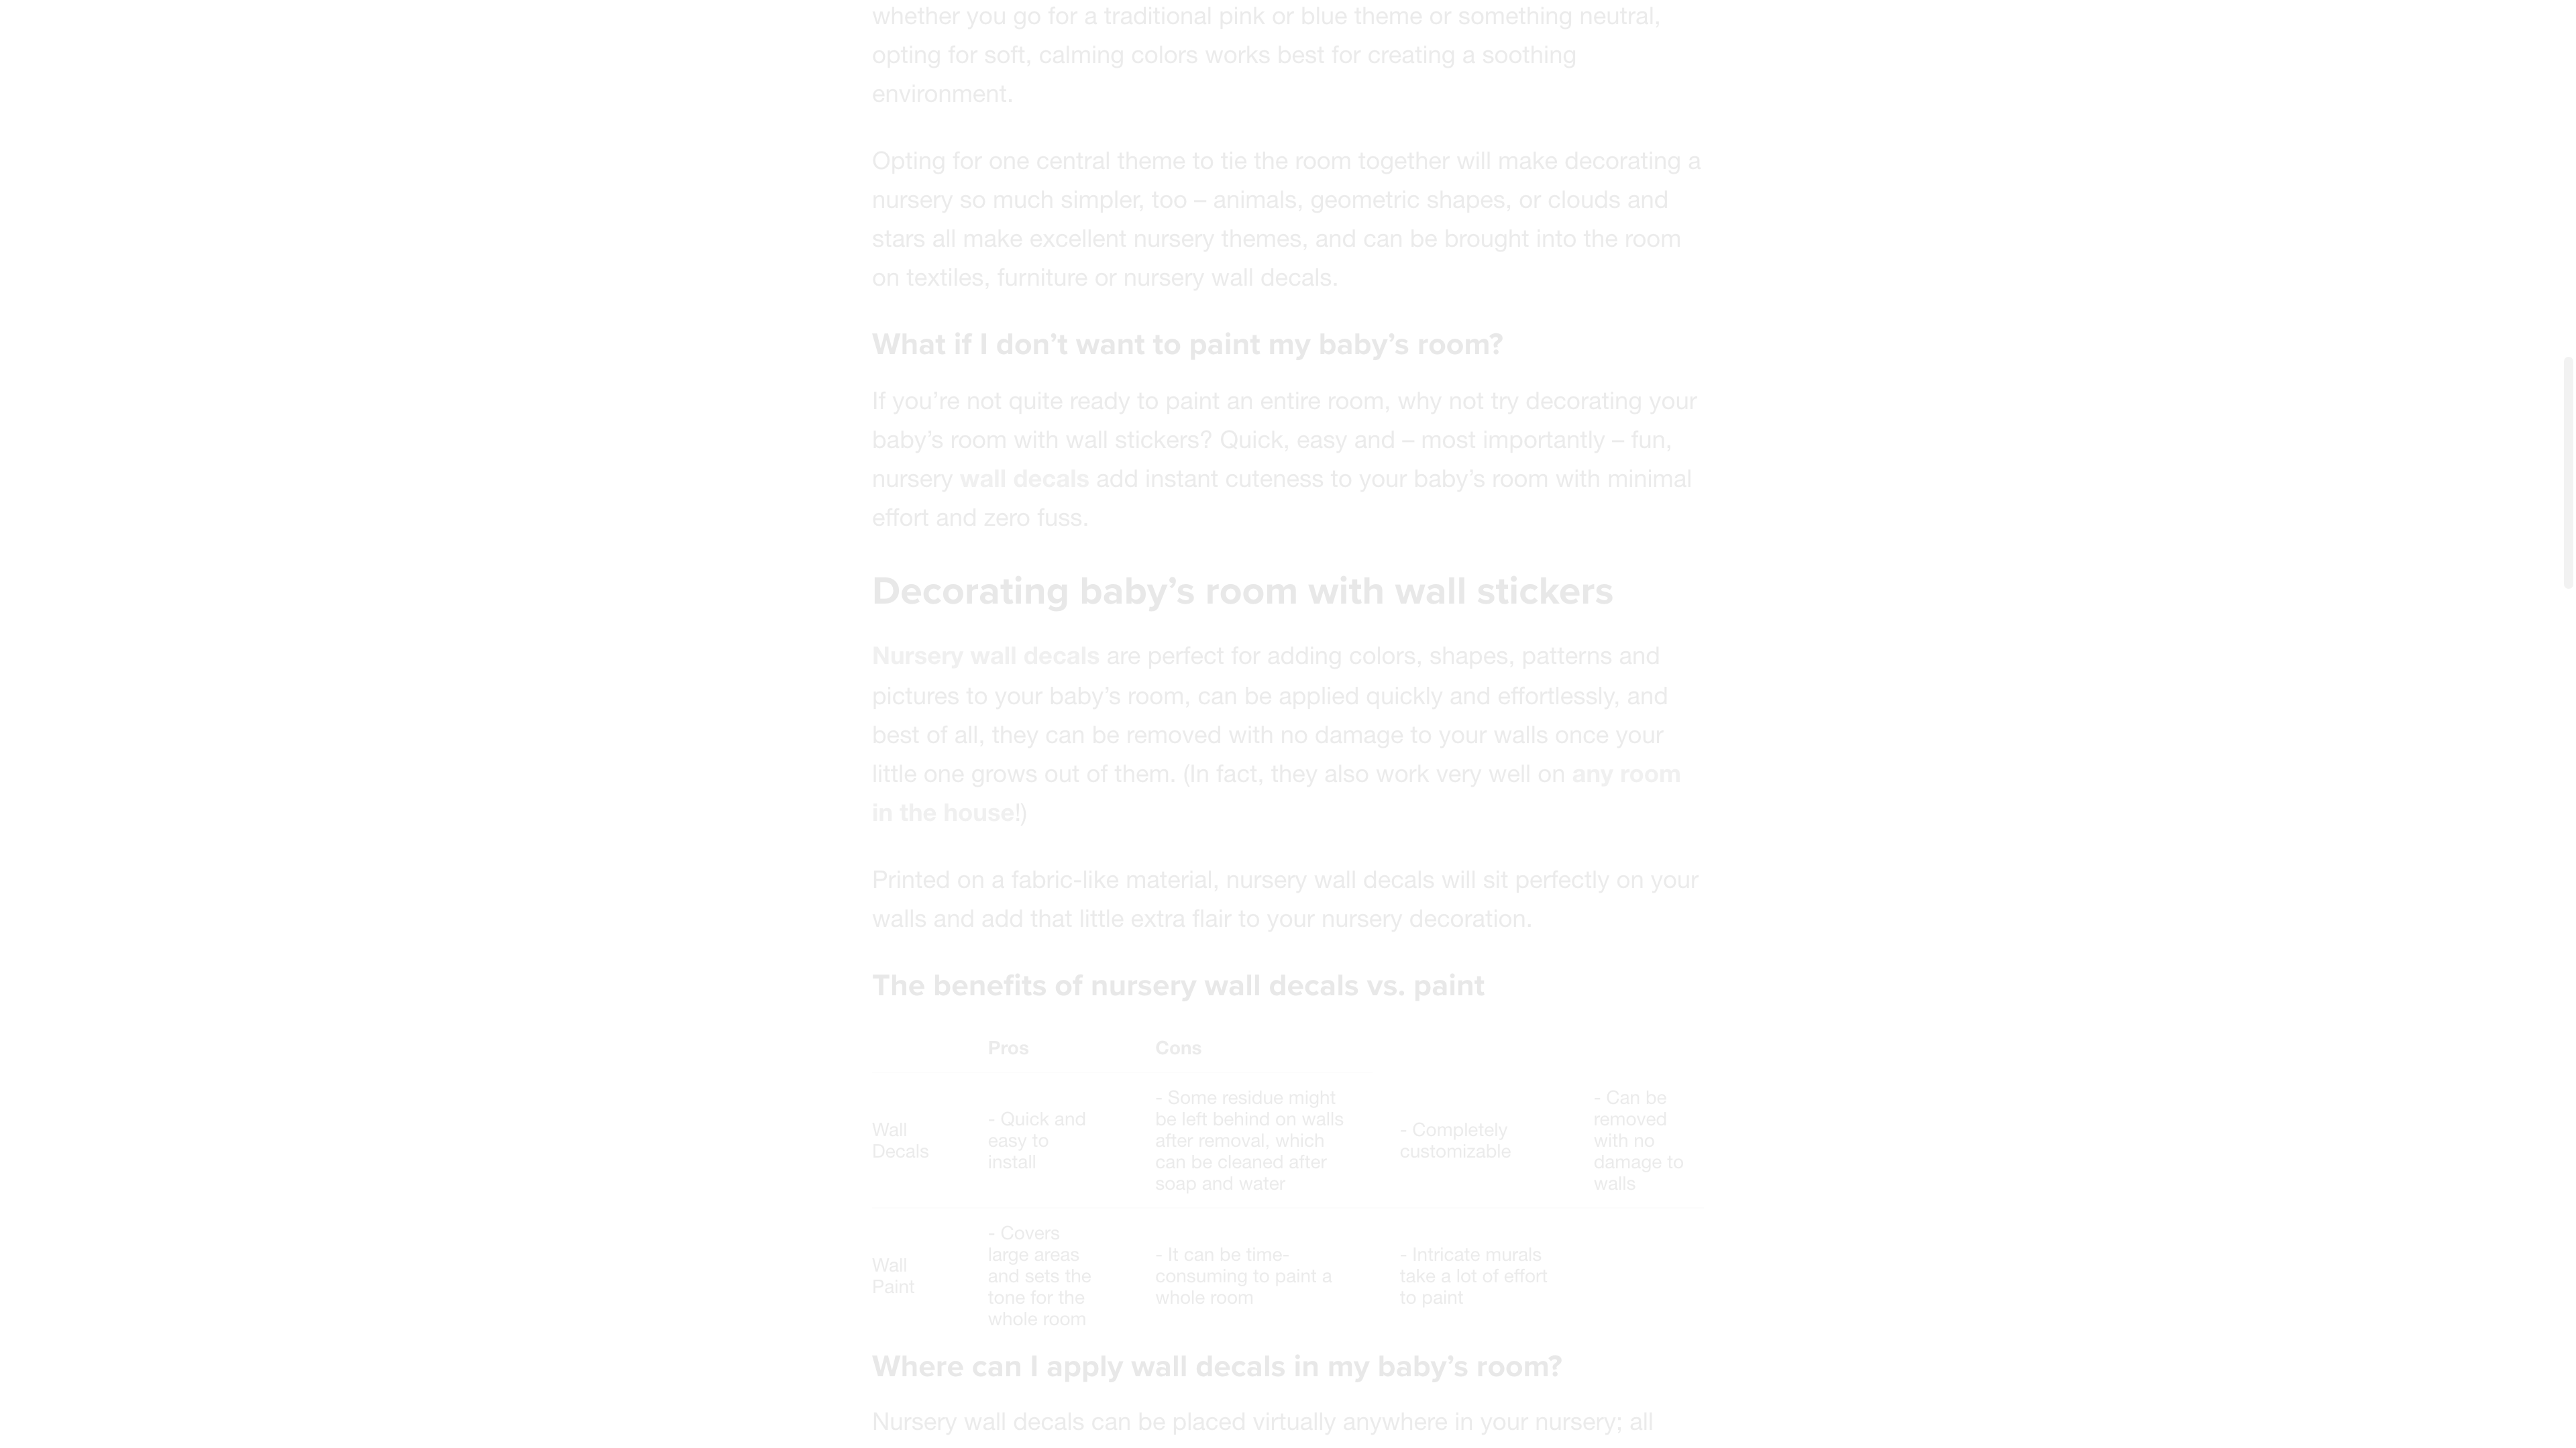 whether you go for a traditional pink or blue theme or something neutral,
opting for soft, calming colors works best for creating a soothing
environment.
Opting for one central theme to tie the room together will make decorating a
nursery so much simpler, too – animals, geometric shapes, or clouds and
stars all make excellent nursery themes, and can be brought into the room
on textiles, furniture or nursery wall decals.
What if I don’t want to paint my baby’s room?
If you’re not quite ready to paint an entire room, why not try decorating your
baby’s room with wall stickers? Quick, easy and – most importantly – fun,
nursery wall decals add instant cuteness to your baby’s room with minimal
effort and zero fuss.
Decorating baby’s room with wall stickers
Nursery wall decals are perfect for adding colors, shapes, patterns and
pictures to your baby’s room, can be applied quickly and effortlessly, and
best of all, they can be removed with no damage to your walls once your
little one grows out of them. (In fact, they also work very well on any room
in the house!)
Printed on a fabric-like material, nursery wall decals will sit perfectly on your
walls and add that little extra flair to your nursery decoration.
The benefits of nursery wall decals vs. paint
Pros
Cons
Wall
Decals
- Quick and
easy to
install
- Some residue might
be left behind on walls
after removal, which
can be cleaned after
soap and water
- Completely
customizable
- Can be
removed
with no
damage to
walls
Wall
Paint
- Covers
large areas
and sets the
tone for the
whole room
- It can be time-
consuming to paint a
whole room
- Intricate murals
take a lot of effort
to paint
Where can I apply wall decals in my baby’s room?
Nursery wall decals can be placed virtually anywhere in your nursery; all